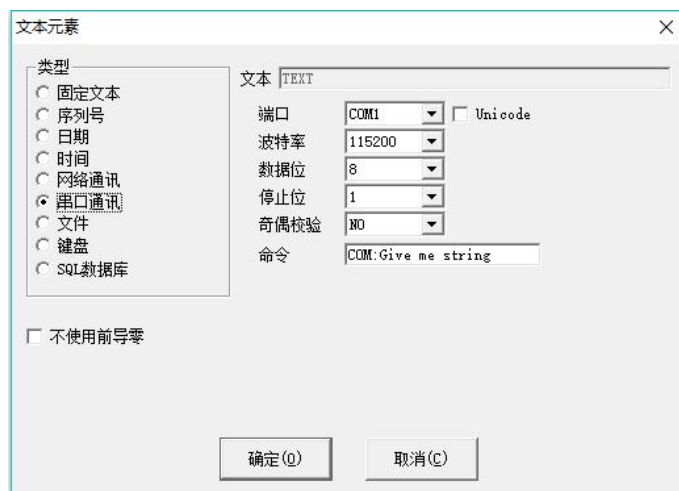 文本元素
类型
固定文本
序列号
日期
时间
网络通讯
串口通讯
文件
键盘
SQL数据库
文本 TEXT
端口 COM1 Unicode
波特率 115200
数据位 8
停止位 1
奇偶校验 NO
命令 COM:Give me string
不使用前导零
确定(O) 取消(C)